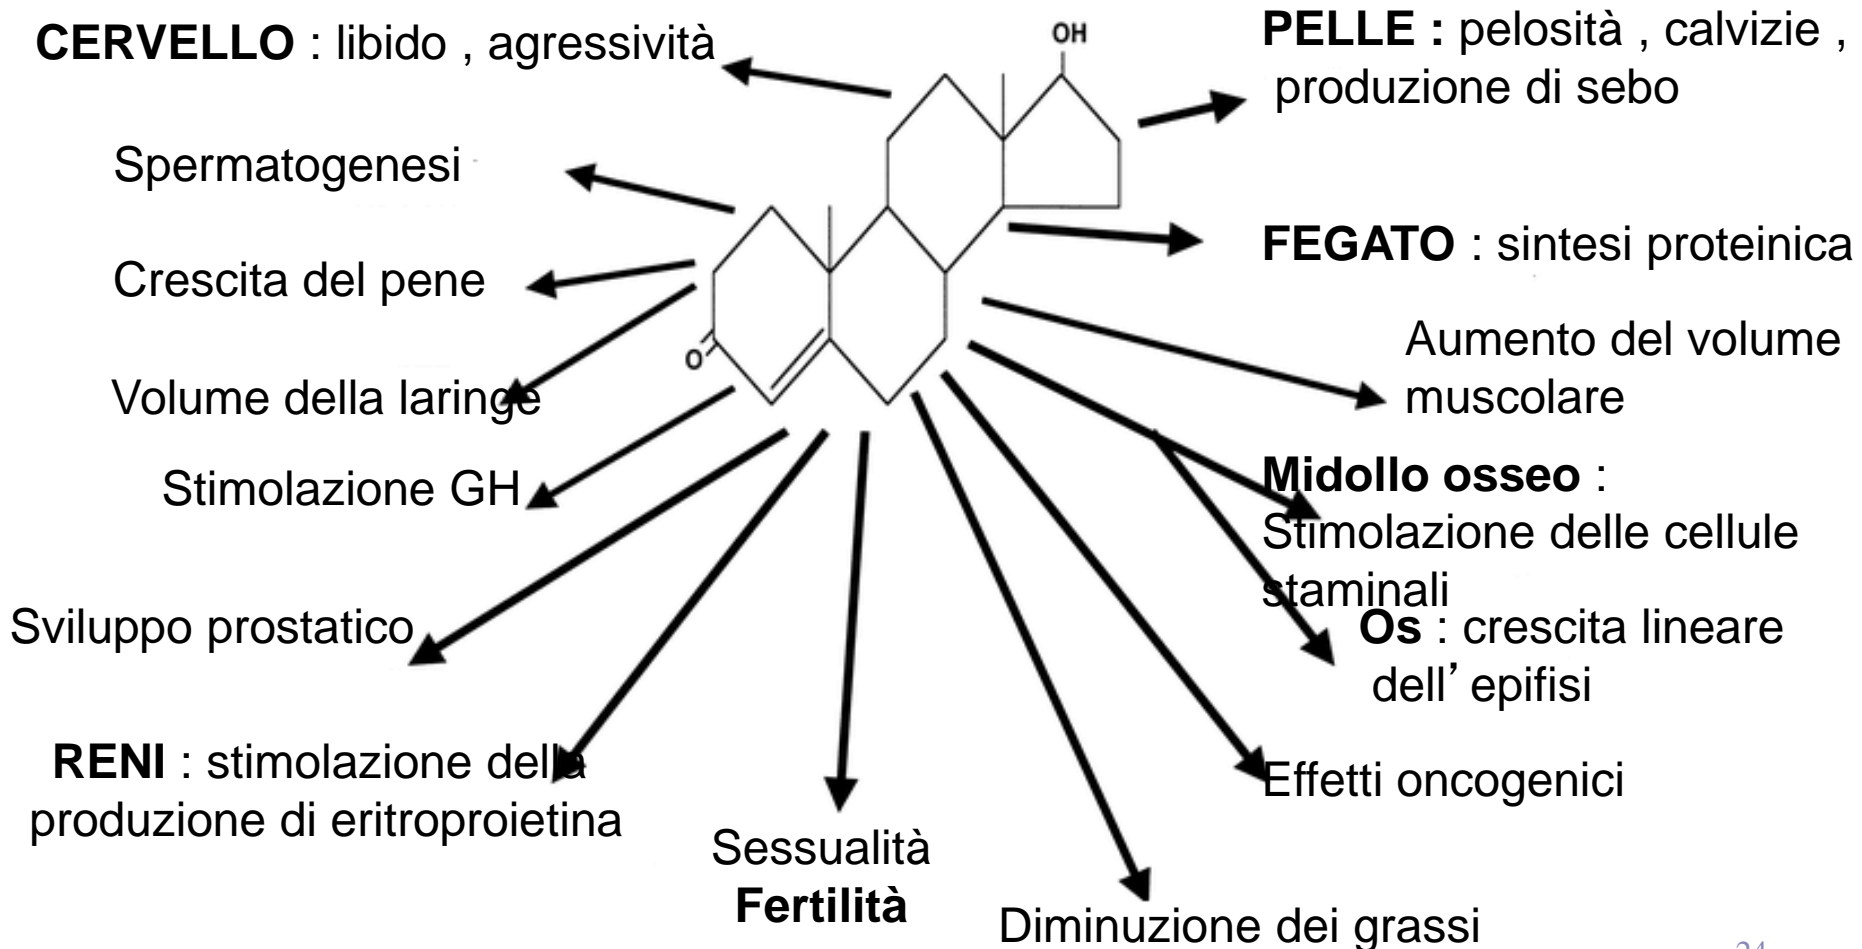 CERVELLO : libido , agressività
OH
PELLE : pelosità , calvizie ,
produzione di sebo
Spermatogenesi
FEGATO : sintesi proteinica
Crescita del pene
O
Aumento del volume
muscolare
Volume della laringe
Stimolazione GH
Midollo osseo :
Stimolazione delle cellule
staminali
Sviluppo prostatico
Os : crescita lineare
dell’ epifisi
RENI : stimolazione della
produzione di eritroproietina
Effetti oncogenici
Sessualità
Fertilità
Diminuzione dei grassi
24